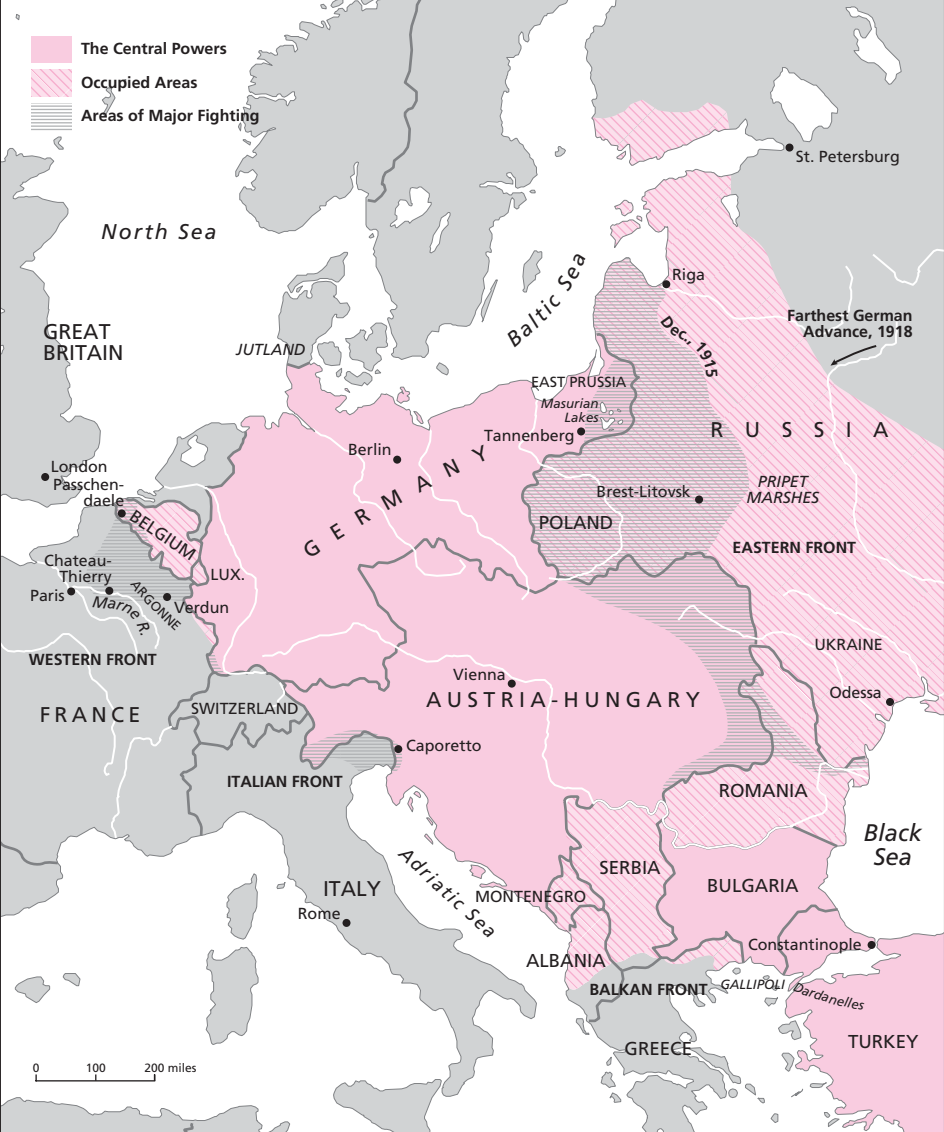 The Central Powers
Occupied Areas
Areas of Major Fighting
St. Petersburg
North Sea
Baltic Sea
Riga
Dec., 1915
Farthest German
Advance, 1918
GREAT
BRITAIN
JUTLAND
EAST PRUSSIA
Masurian
Lakes
Tannenberg
RUSSIA
Berlin
GERMANY
London
Passchen-
daele
BELGIUM
Brest-Litovsk
PRIPET
MARSHES
POLAND
EASTERN FRONT
Chateau-
Thierry
LUX.
Paris
Marne R.
ARGONNE
Verdun
WESTERN FRONT
UKRAINE
Vienna
Odessa
FRANCE
SWITZERLAND
AUSTRIA-HUNGARY
Caporetto
ITALIAN FRONT
ROMANIA
Black
Sea
Adriatic Sea
SERBIA
ITALY
MONTENEGRO
BULGARIA
Rome
Constantinople
ALBANIA
BALKAN FRONT
GALLIPOLI
Dardanelles
GREECE
TURKEY
0 100 200 miles